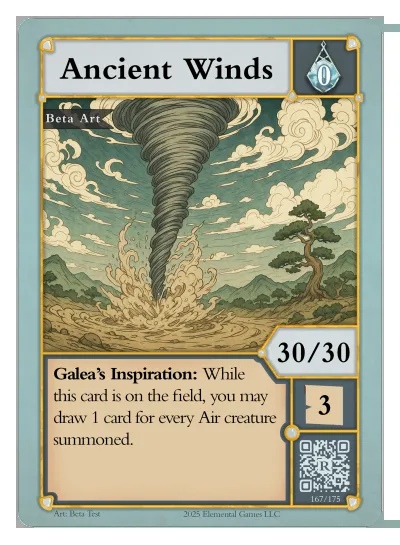 Ancient Winds
0
Beta Art
30/30
Galea's Inspiration: While
this card is on the field, you may
draw 1 card for every Air creature
summoned.
3
R
167/175
Art: Beta Test
2025 Elemental Games LLC